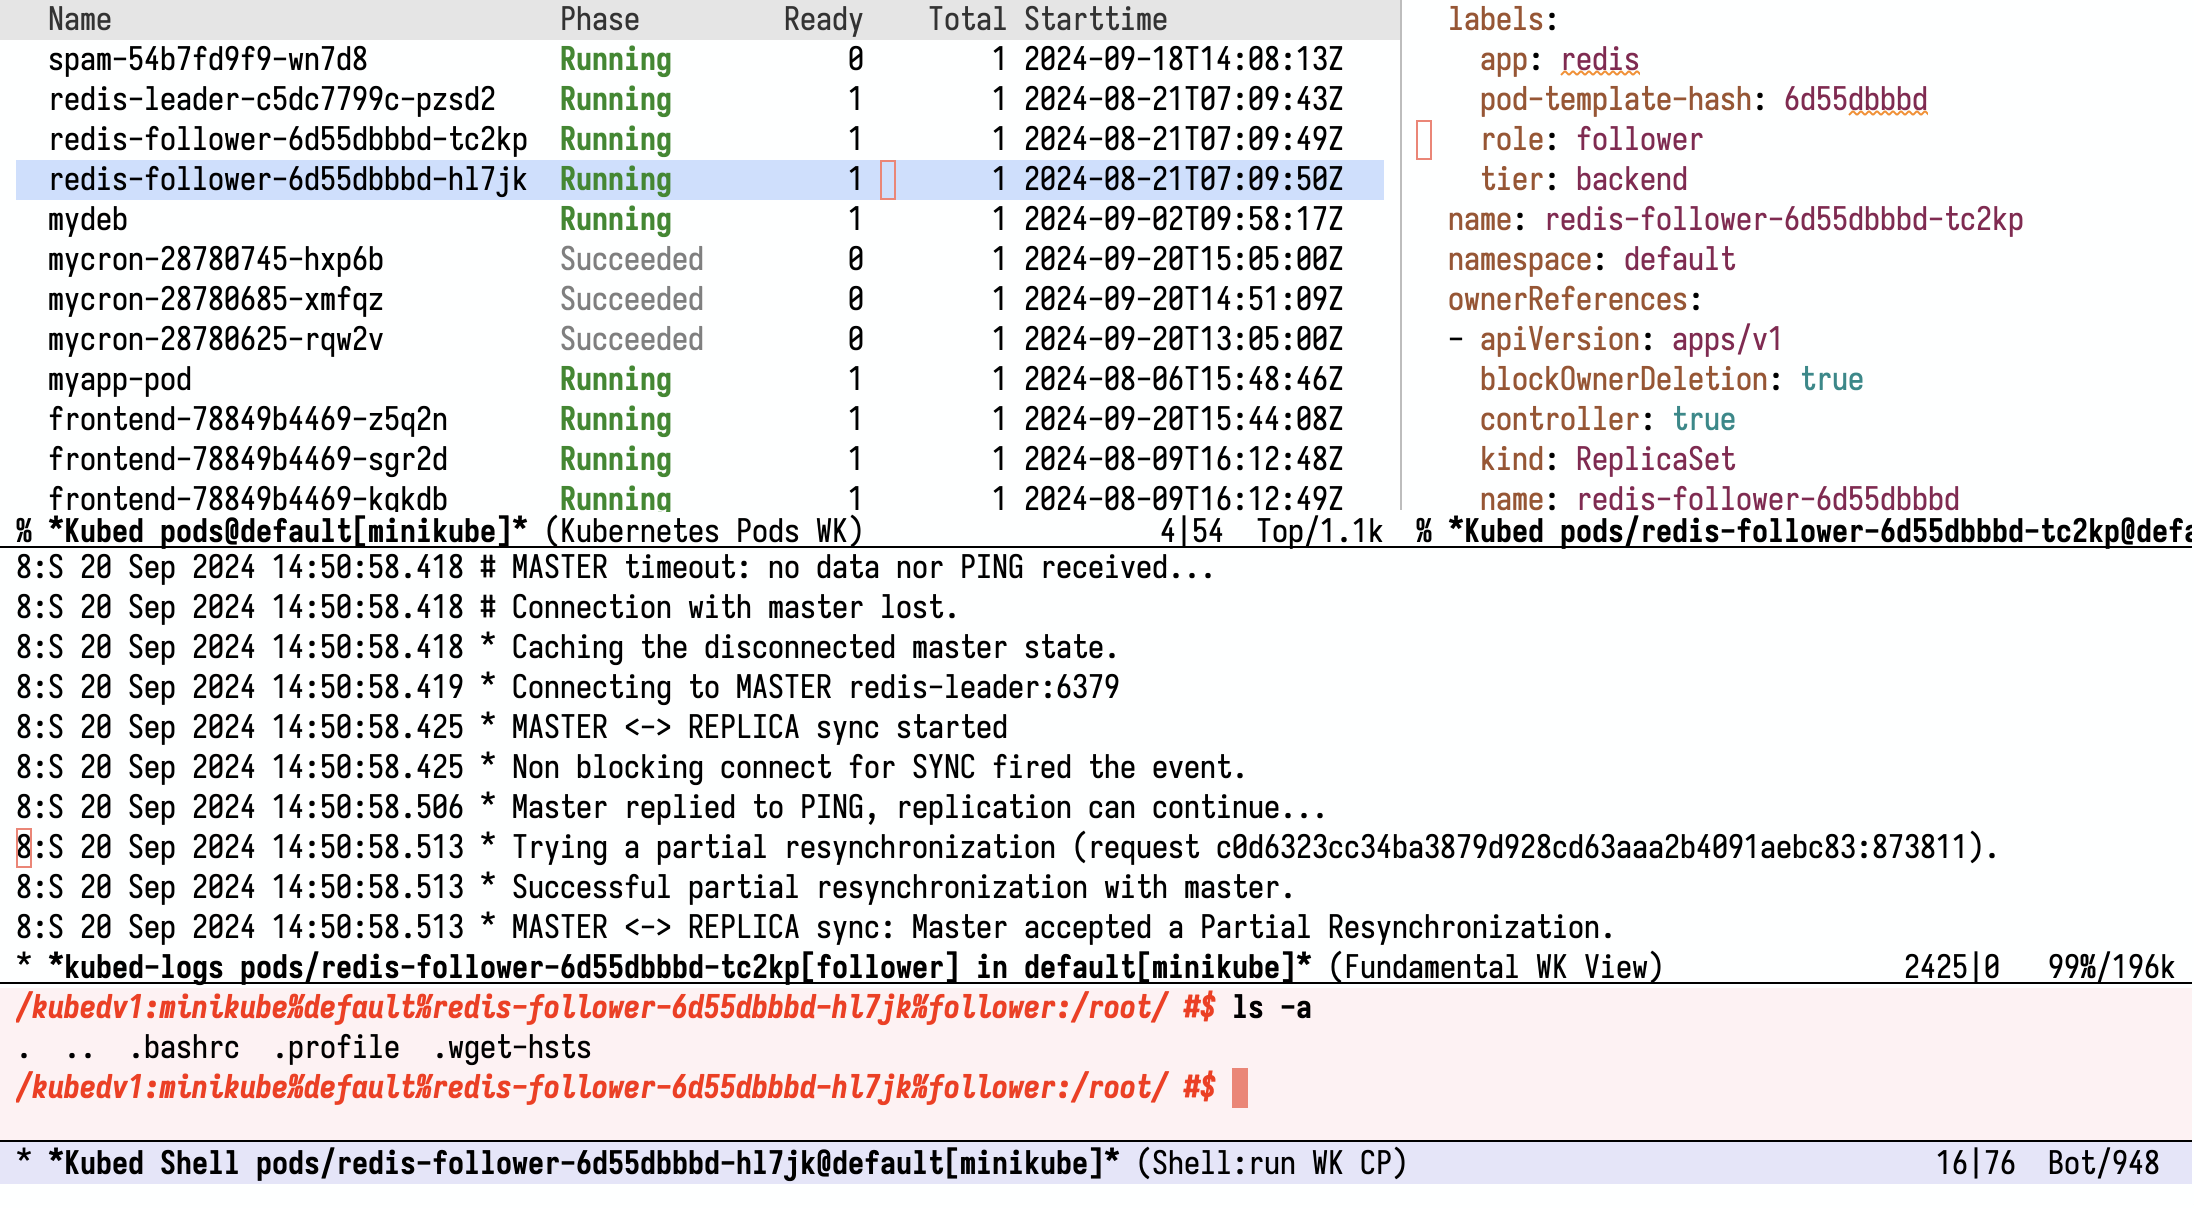 Name Phase Ready Total Starttime
spam-54b7fd9f9-wn7d8 Running 0 1 2024-09-18T14:08:13Z
redis-leader-c5dc7799c-pzsd2 Running 1 1 2024-08-21T07:09:43Z
redis-follower-6d55dbbbd-tc2kp Running 1 1 2024-08-21T07:09:49Z
redis-follower-6d55dbbbd-hl7jk Running 1 1 2024-08-21T07:09:50Z
mydeb Running 1 1 2024-09-02T09:58:17Z
mycron-28780745-hxp6b Succeeded 0 1 2024-09-20T15:05:00Z
mycron-28780685-xmfqz Succeeded 0 1 2024-09-20T14:51:09Z
mycron-28780625-rqw2v Succeeded 0 1 2024-09-20T13:05:00Z
myapp-pod Running 1 1 2024-08-06T15:48:46Z
frontend-78849b4469-z5q2n Running 1 1 2024-09-20T15:44:08Z
frontend-78849b4469-sgr2d Running 1 1 2024-08-09T16:12:48Z
frontend-78849b4469-kqkdb Running 1 1 2024-08-09T16:12:49Z
% *Kubed pods@default[minikube]* (Kubernetes Pods WK) 4|54 Top/1.1k
labels:
app: redis
pod-template-hash: 6d55dbbbd
role: follower
tier: backend
name: redis-follower-6d55dbbbd-tc2kp
namespace: default
ownerReferences:
- apiVersion: apps/v1
blockOwnerDeletion: true
controller: true
kind: ReplicaSet
name: redis-follower-6d55dbbbd
% *Kubed pods/redis-follower-6d55dbbbd-tc2kp@defa
8:S 20 Sep 2024 14:50:58.418 # MASTER timeout: no data nor PING received...
8:S 20 Sep 2024 14:50:58.418 # Connection with master lost.
8:S 20 Sep 2024 14:50:58.418 * Caching the disconnected master state.
8:S 20 Sep 2024 14:50:58.419 * Connecting to MASTER redis-leader:6379
8:S 20 Sep 2024 14:50:58.425 * MASTER <-> REPLICA sync started
8:S 20 Sep 2024 14:50:58.425 * Non blocking connect for SYNC fired the event.
8:S 20 Sep 2024 14:50:58.506 * Master replied to PING, replication can continue...
8:S 20 Sep 2024 14:50:58.513 * Trying a partial resynchronization (request c0d6323cc34ba3879d928cd63aaa2b4091aebc83:873811).
8:S 20 Sep 2024 14:50:58.513 * Successful partial resynchronization with master.
8:S 20 Sep 2024 14:50:58.513 * MASTER <-> REPLICA sync: Master accepted a Partial Resynchronization.
* *kubed-logs pods/redis-follower-6d55dbbbd-tc2kp[follower] in default[minikube]* (Fundamental WK View) 2425|0 99%/196k
/kubedv1:minikube%default%redis-follower-6d55dbbbd-hl7jk%follower:/root/ #$ ls -a
. .. .bashrc .profile .wget-hsts
/kubedv1:minikube%default%redis-follower-6d55dbbbd-hl7jk%follower:/root/ #$
* *Kubed Shell pods/redis-follower-6d55dbbbd-hl7jk@default[minikube]* (Shell:run WK CP) 16|76 Bot/948